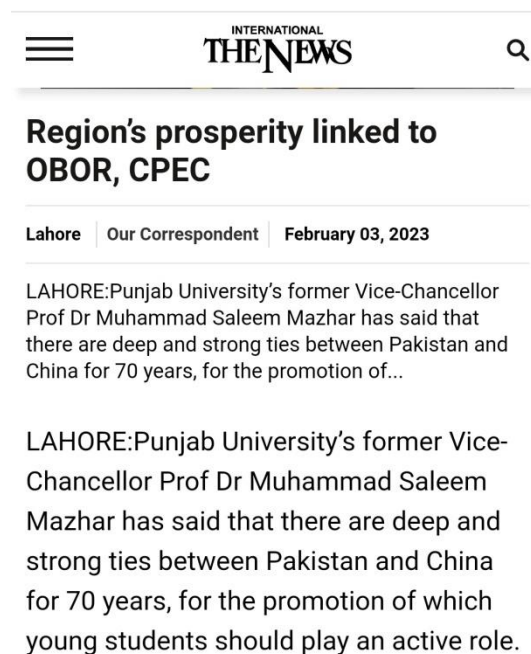 INTERNATIONAL
THE NEWS
Region’s prosperity linked to
OBOR, CPEC
Lahore Our Correspondent February 03, 2023
LAHORE:Punjab University’s former Vice-Chancellor
Prof Dr Muhammad Saleem Mazhar has said that
there are deep and strong ties between Pakistan and
China for 70 years, for the promotion of...
LAHORE:Punjab University’s former Vice-
Chancellor Prof Dr Muhammad Saleem
Mazhar has said that there are deep and
strong ties between Pakistan and China
for 70 years, for the promotion of which
young students should play an active role.